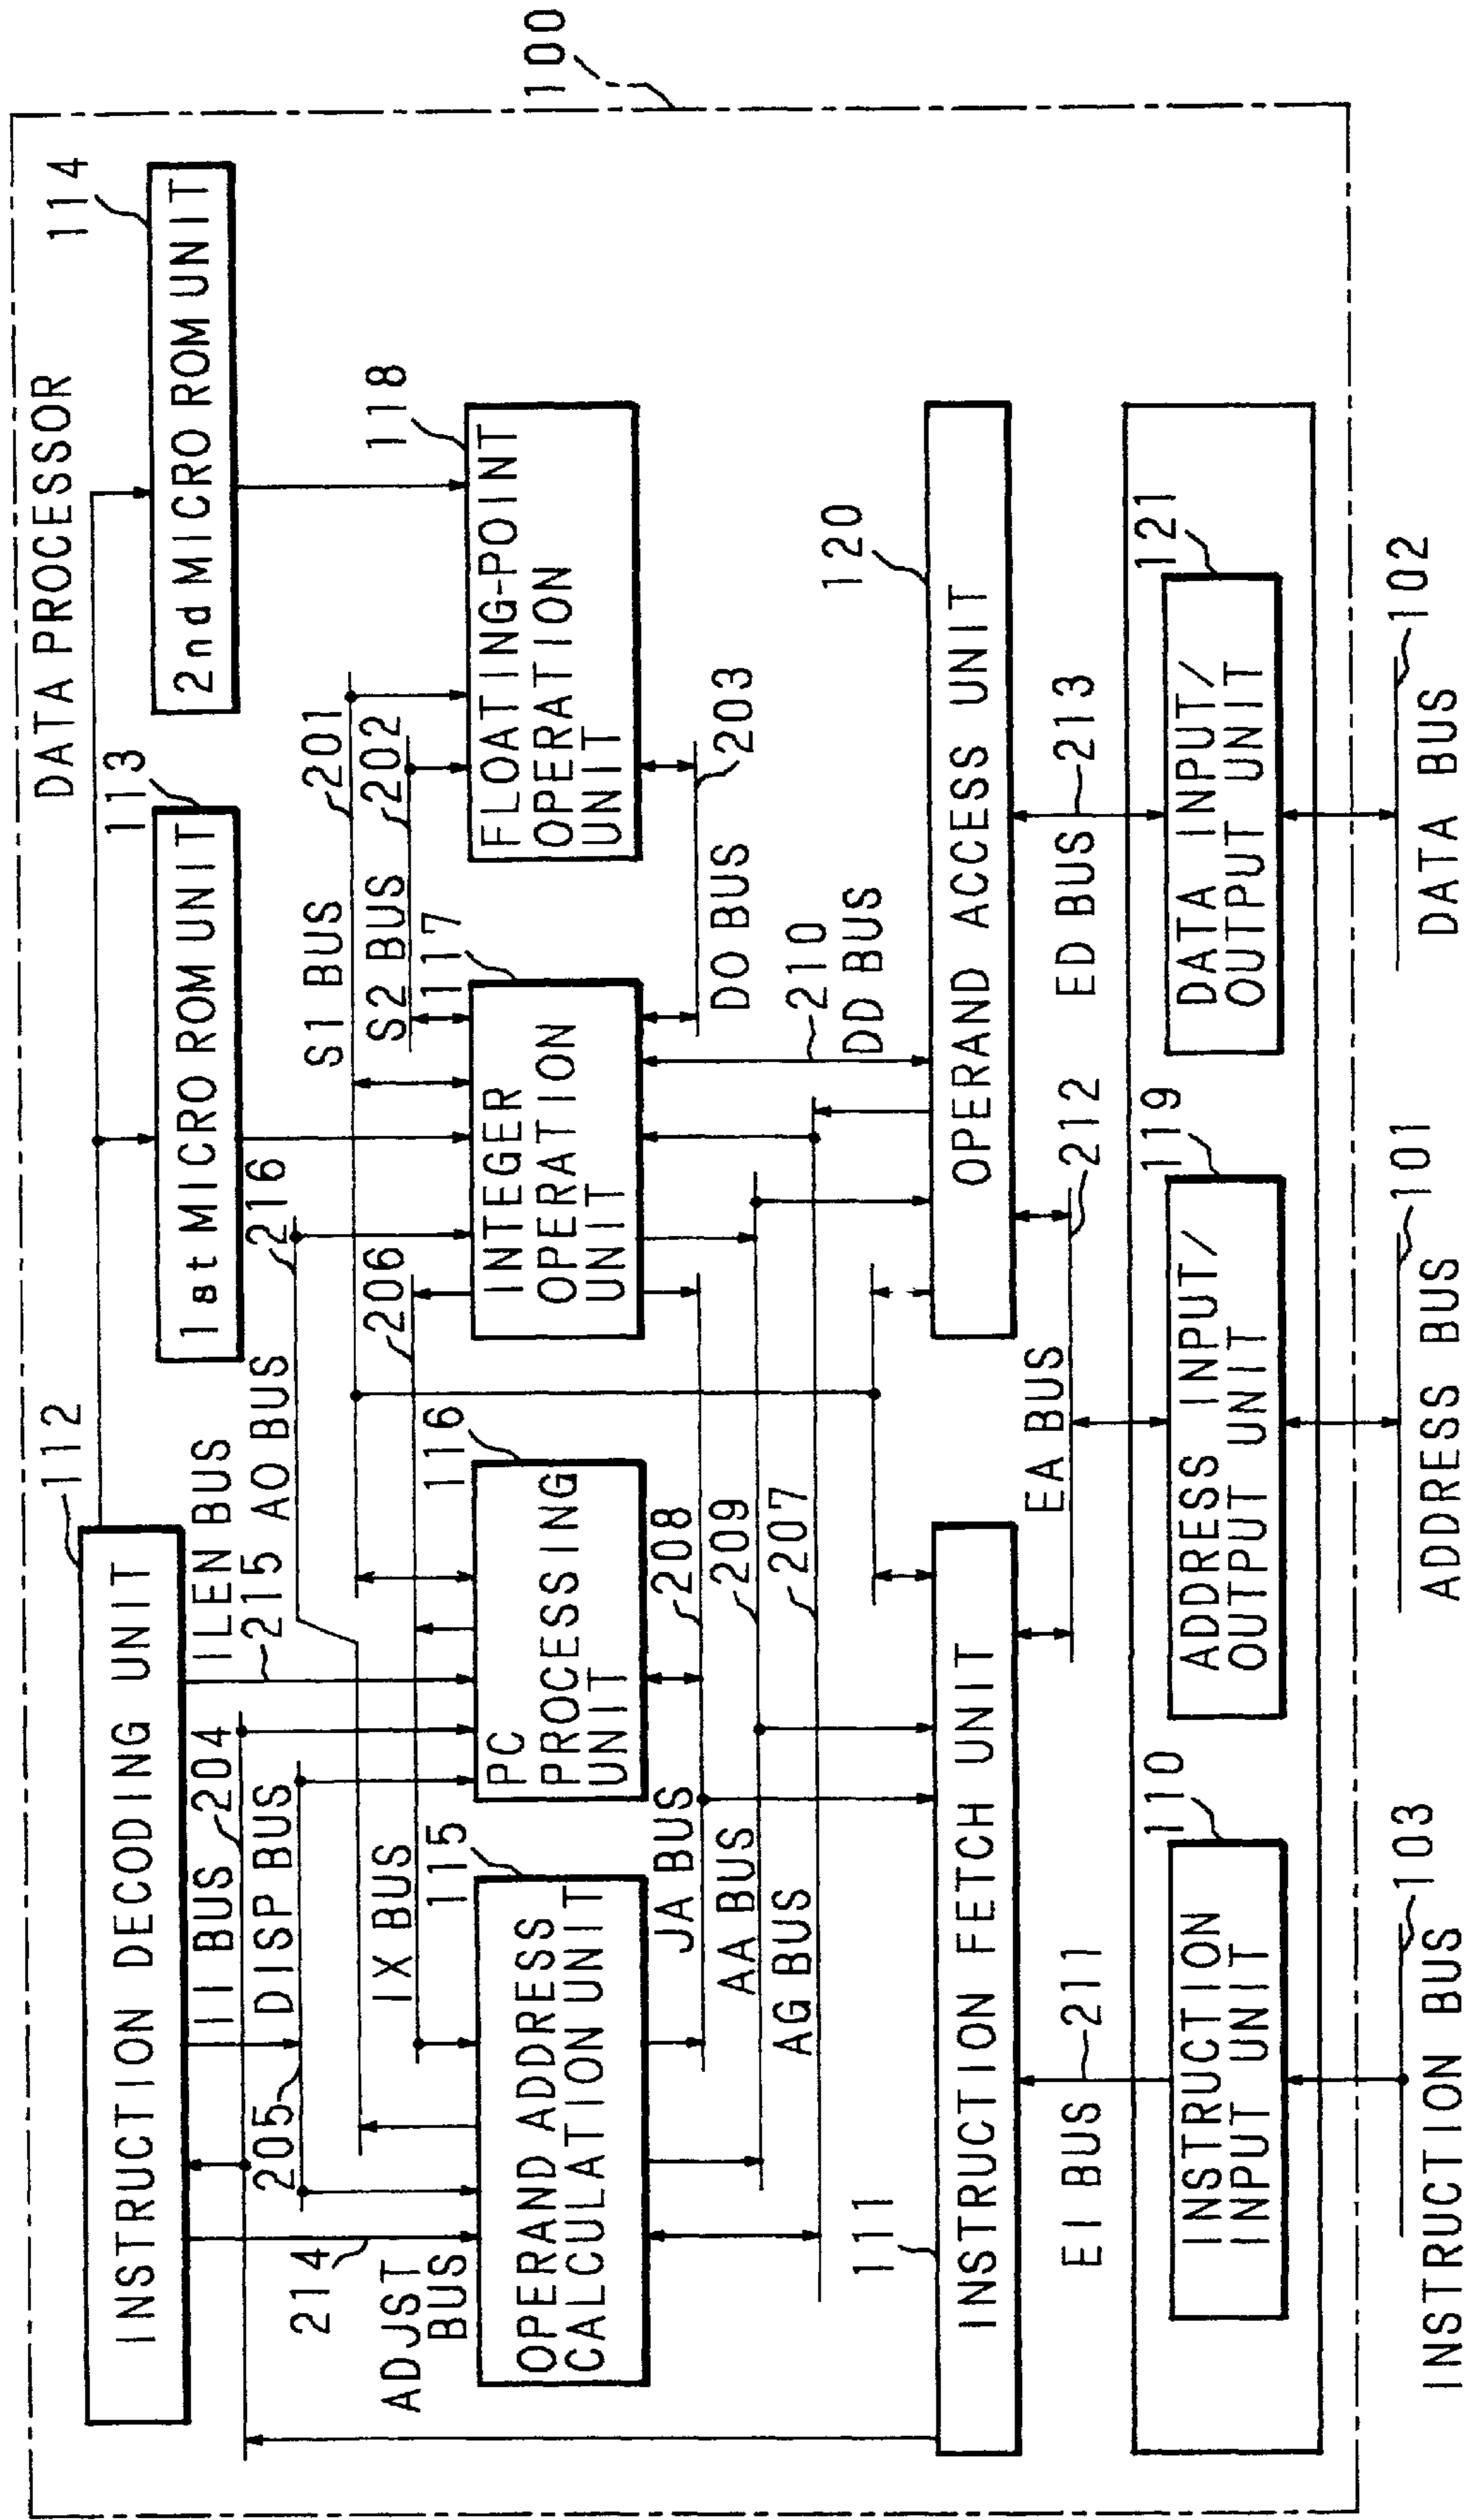 100
DATA PROCESSOR
112
113
114
INSTRUCTION DECODING UNIT
1st MICRO ROM UNIT
2nd MICRO ROM UNIT
II BUS
204
ILEN BUS
215
AO BUS
216
205
DISP BUS
214
ADJST
BUS
IX BUS
206
S1 BUS
201
S2 BUS
202
115
116
117
118
OPERAND ADDRESS
CALCULATION UNIT
PC
PROCESSING
UNIT
INTEGER
OPERATION
UNIT
FLOATING-POINT
OPERATION
UNIT
JA BUS
208
AA BUS
209
AG BUS
207
DO BUS
203
210
DD BUS
111
120
INSTRUCTION FETCH UNIT
OPERAND ACCESS UNIT
EI BUS
211
EA BUS
212
ED BUS
213
110
119
121
INSTRUCTION
INPUT UNIT
ADDRESS INPUT/
OUTPUT UNIT
DATA INPUT/
OUTPUT UNIT
103
101
102
INSTRUCTION BUS
ADDRESS BUS
DATA BUS